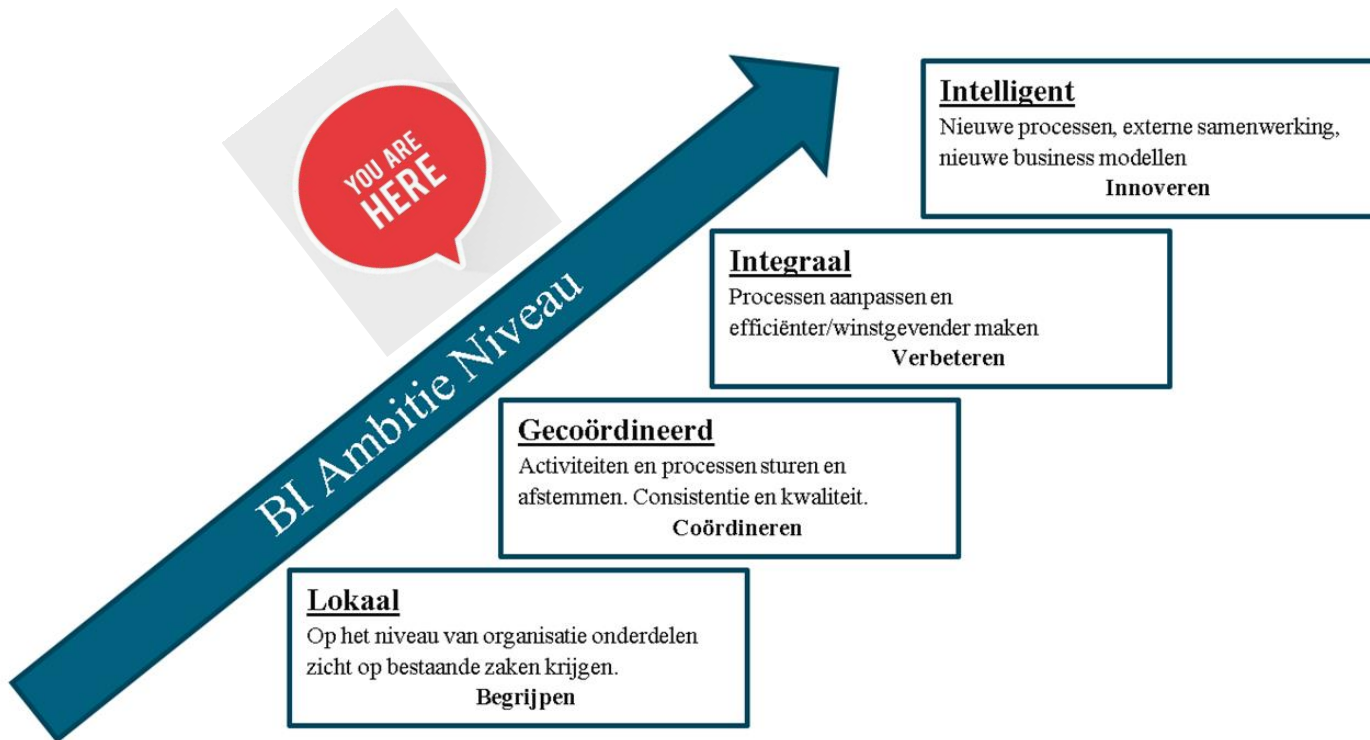 YOU ARE
HERE
BI Ambitie Niveau
Intelligent
Nieuwe processen, externe samenwerking,
nieuwe business modellen
Innoveren
Integraal
Processen aanpassen en
efficiënter/winstgevender maken
Verbeteren
Gecoördineerd
Activiteiten en processen sturen en
afstemmen. Consistentie en kwaliteit.
Coördineren
Lokaal
Op het niveau van organisatie onderdelen
zicht op bestaande zaken krijgen.
Begrijpen